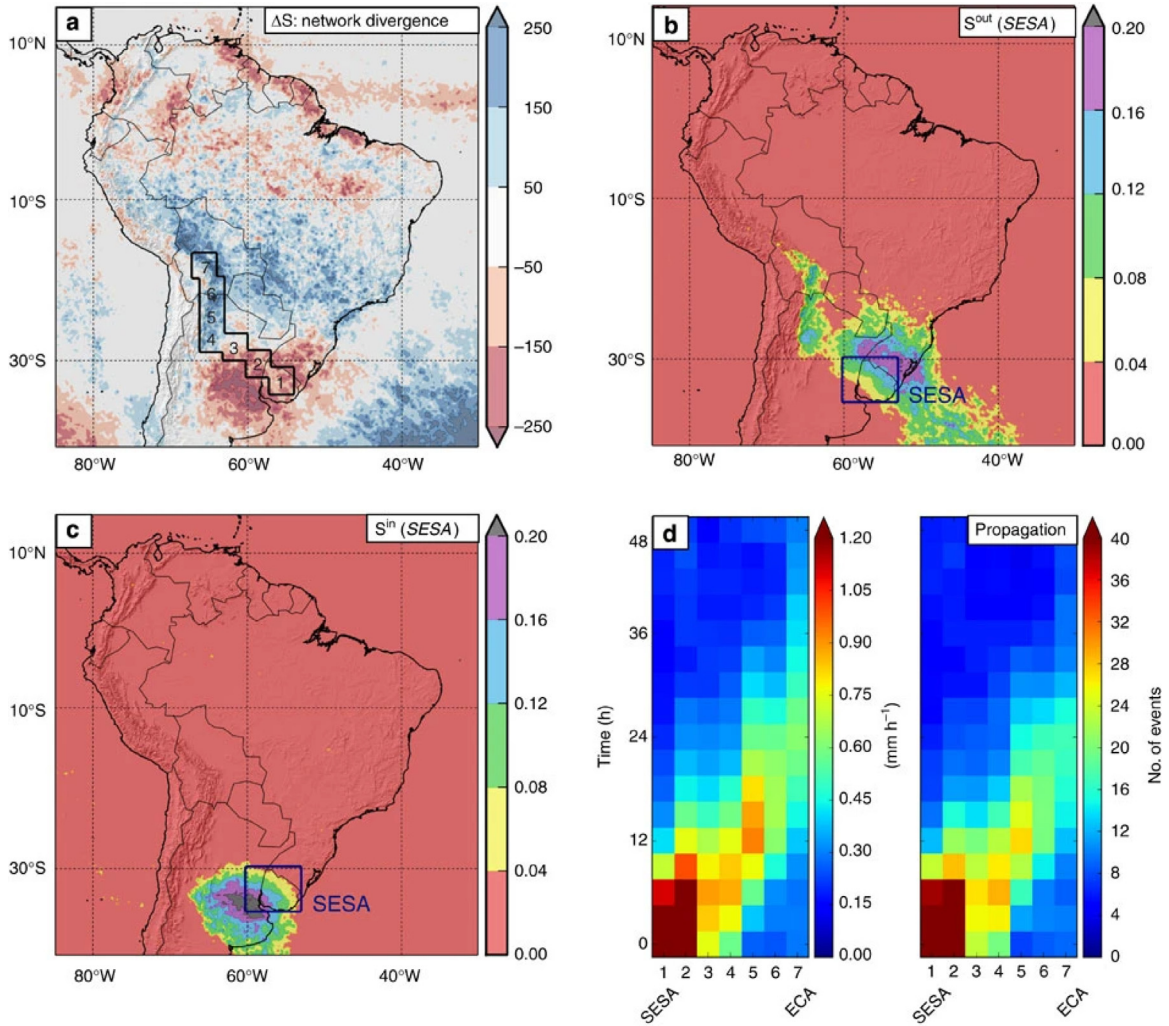 a
ΔS: network divergence
10°N
10°S
30°S
80°W
60°W
40°W
7
6
5
4
3
2
1
250
150
50
−50
−150
−250
b
S^out (SESA)
10°N
10°S
30°S
80°W
60°W
40°W
SESA
0.20
0.16
0.12
0.08
0.04
0.00
c
S^in (SESA)
10°N
10°S
30°S
80°W
60°W
40°W
SESA
0.20
0.16
0.12
0.08
0.04
0.00
d
Time (h)
48
36
24
12
0
1 2 3 4 5 6 7
SESA
ECA
1.20
1.05
0.90
0.75
0.60
0.45
0.30
0.15
0.00
(mm h⁻¹)
Propagation
1 2 3 4 5 6 7
SESA
ECA
40
36
32
28
24
20
16
12
8
4
0
No. of events